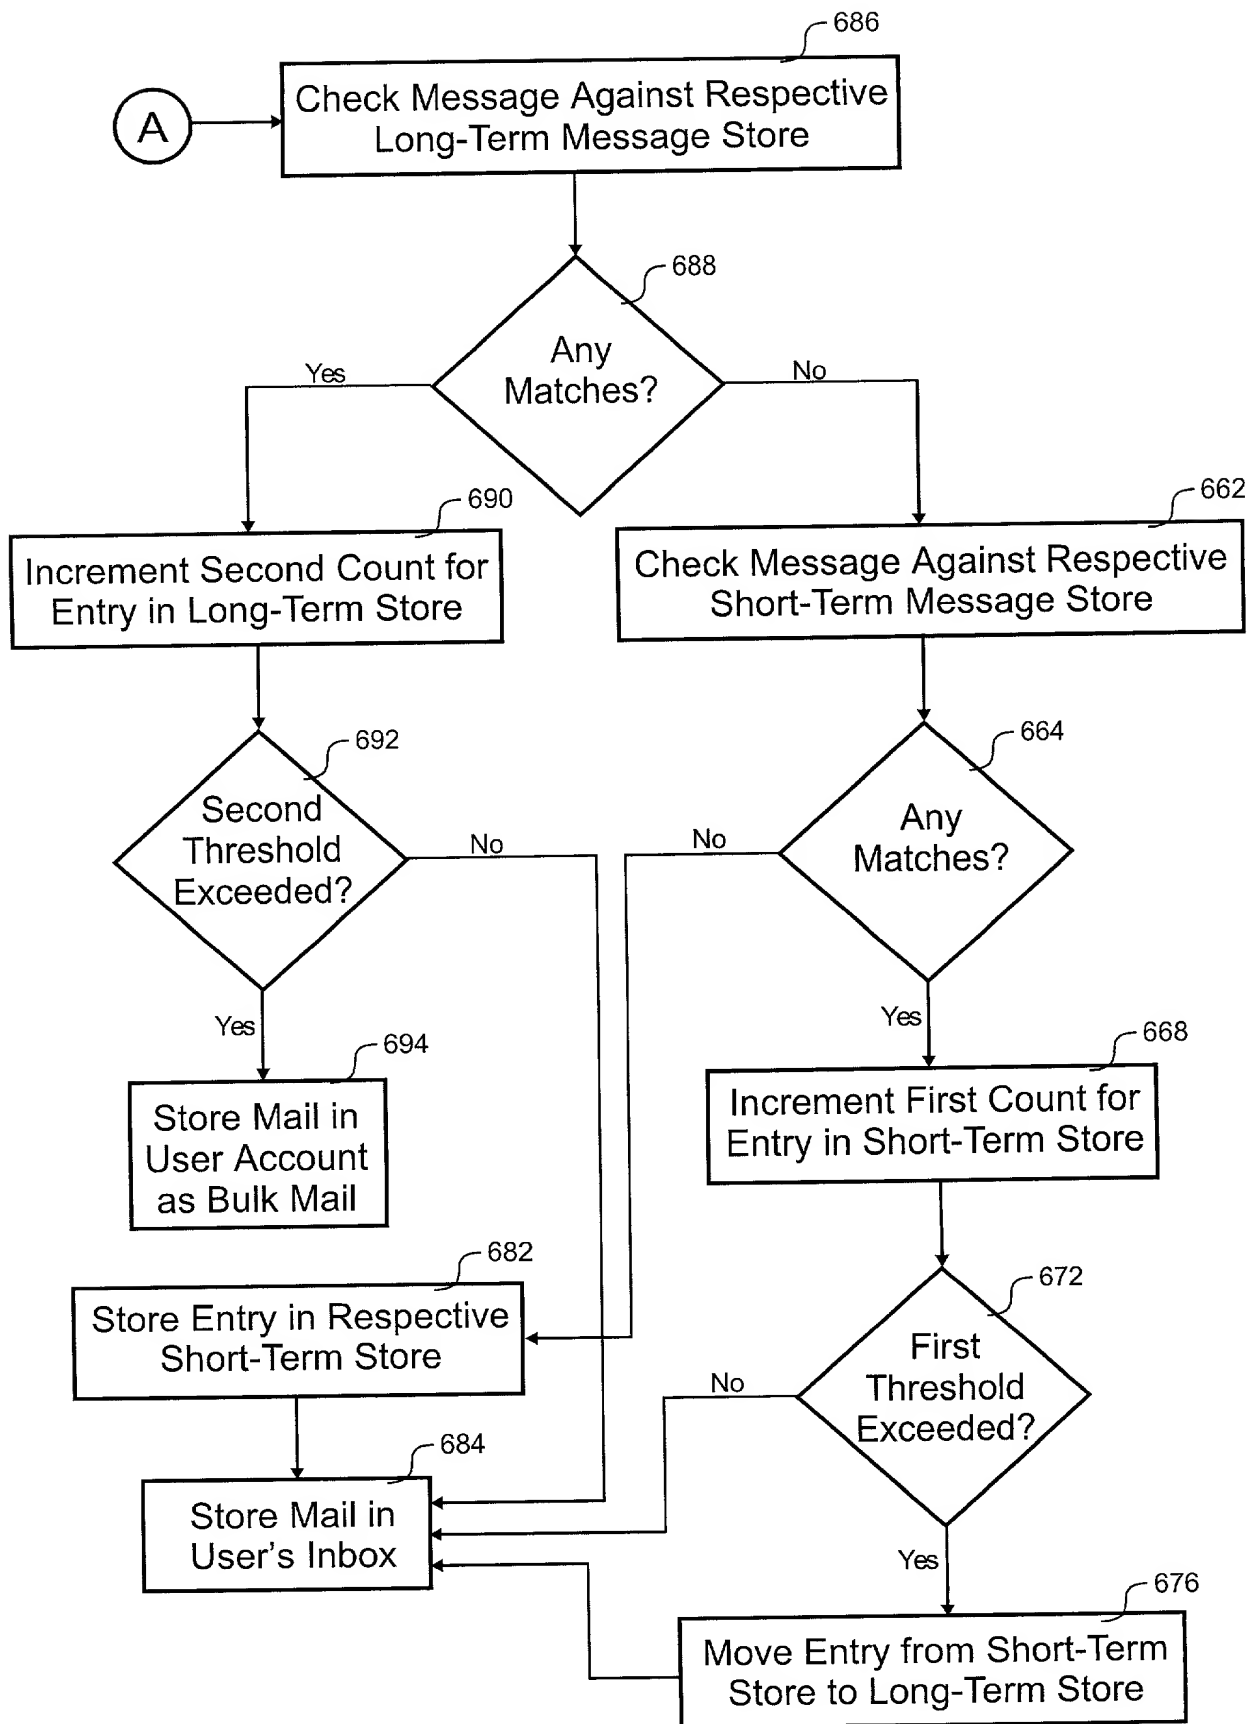 686
Check Message Against Respective
Long-Term Message Store
A
688
Any
Matches?
Yes
No
690
Increment Second Count for
Entry in Long-Term Store
662
Check Message Against Respective
Short-Term Message Store
692
Second
Threshold
Exceeded?
No
Yes
664
Any
Matches?
No
Yes
694
Store Mail in
User Account
as Bulk Mail
668
Increment First Count for
Entry in Short-Term Store
682
Store Entry in Respective
Short-Term Store
672
First
Threshold
Exceeded?
No
Yes
684
Store Mail in
User's Inbox
676
Move Entry from Short-Term
Store to Long-Term Store